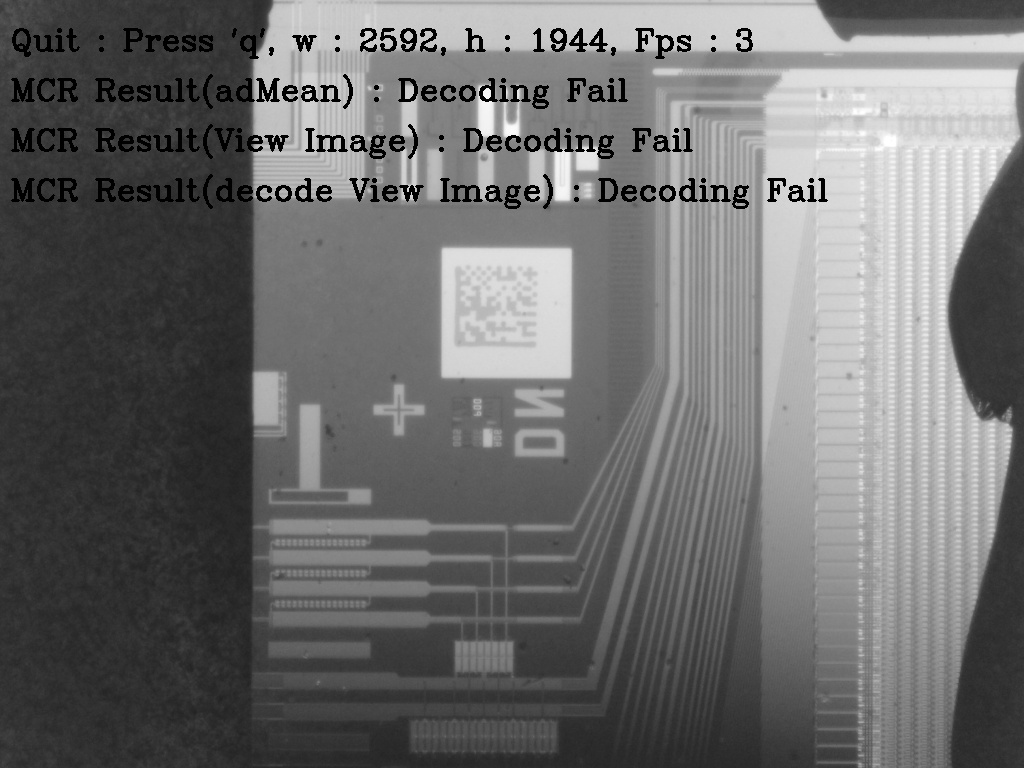 Quit : Press 'q', w : 2592, h : 1944, Fps : 3
MCR Result(adMean) : Decoding Fail
MCR Result(View Image) : Decoding Fail
MCR Result(decode View Image) : Decoding Fail
DN